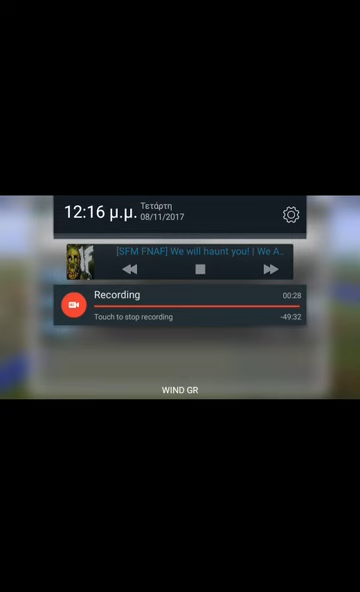 12:16 μ.μ.
Τετάρτη
08/11/2017
[SFM FNAF] We will haunt you! | We A..
Recording
00:28
Touch to stop recording
-49:32
WIND GR